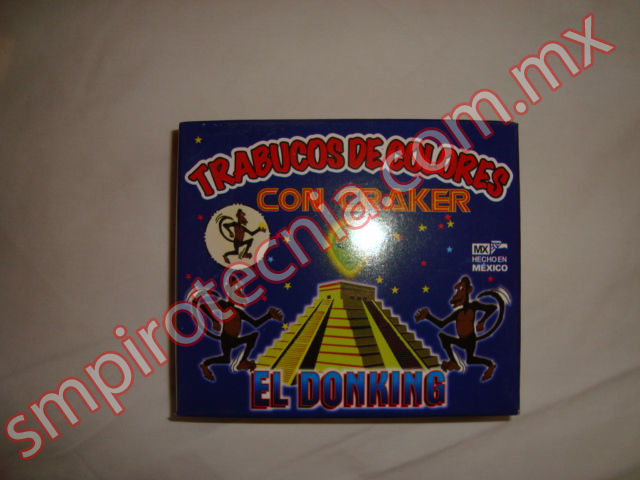 TRABUCOS DE COLORES
CON CRAKER
MX
HECHO EN
MÉXICO
EL DONKING
smpirotecnia.com.mx